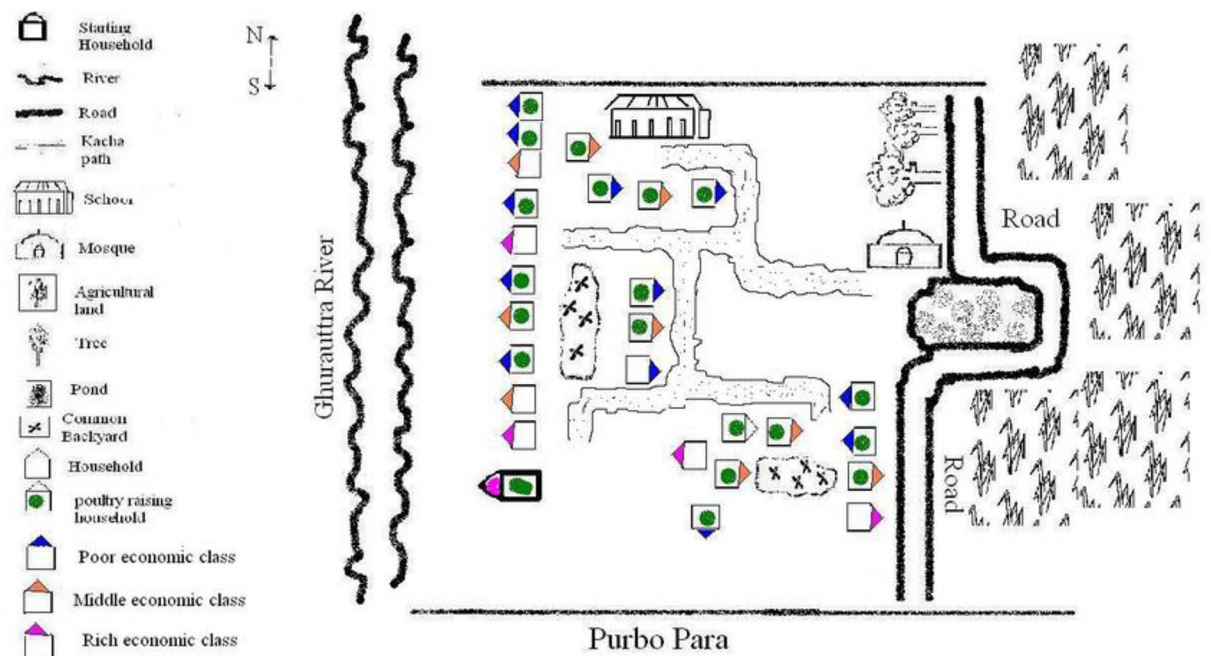 Starting
Household
River
Road
Kacha
path
School
Mosque
Agricultural
land
Tree
Pond
Common
Backyard
Household
poultry raising
household
Poor economic class
Middle economic class
Rich economic class
N
S
Ghurauttra River
Road
Road
Purbo Para